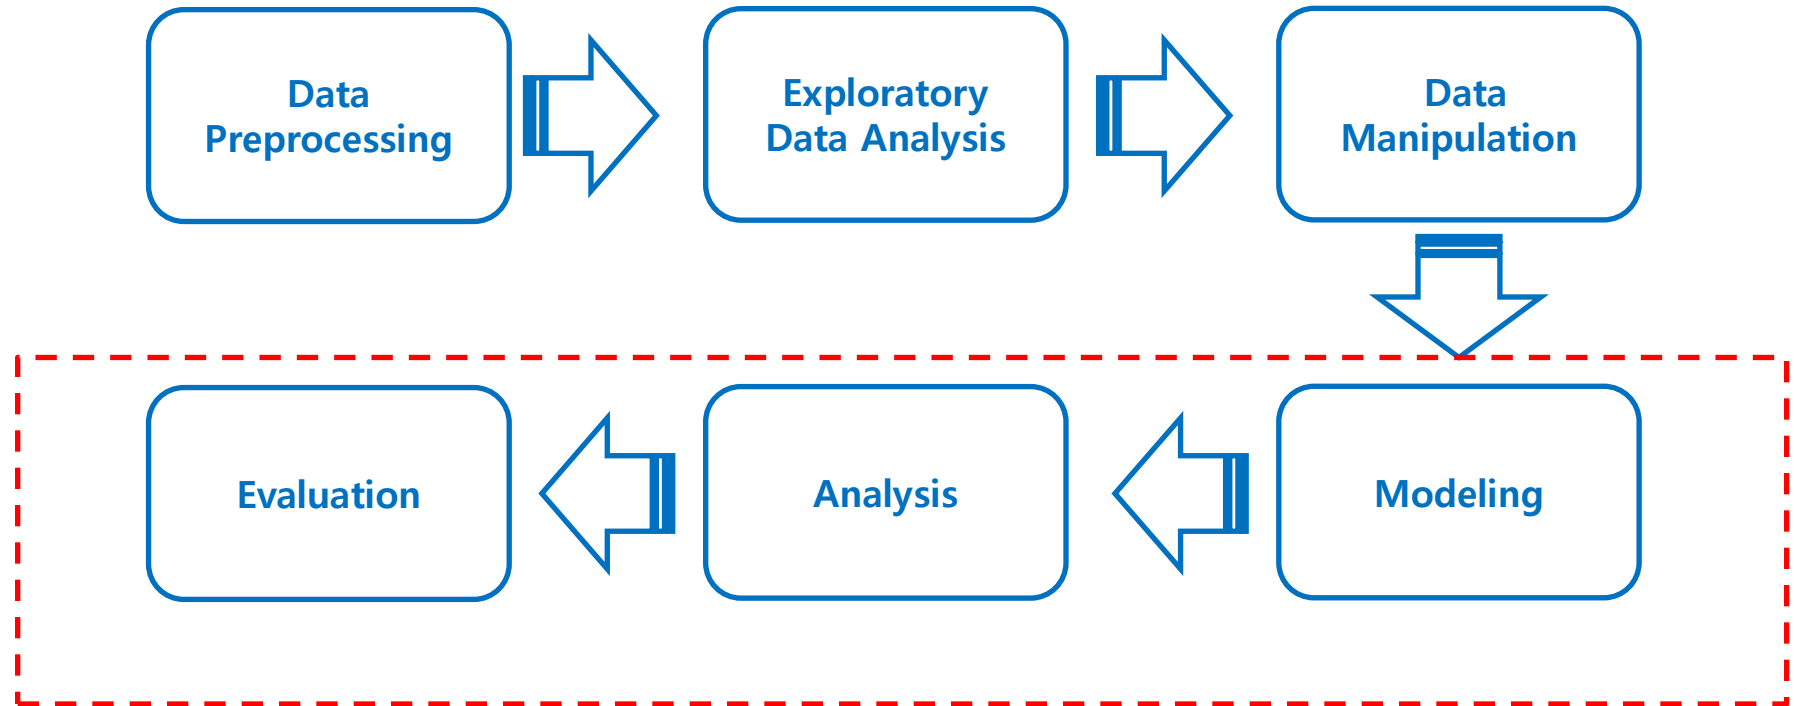 Data
Preprocessing
Exploratory
Data Analysis
Data
Manipulation
Modeling
Analysis
Evaluation